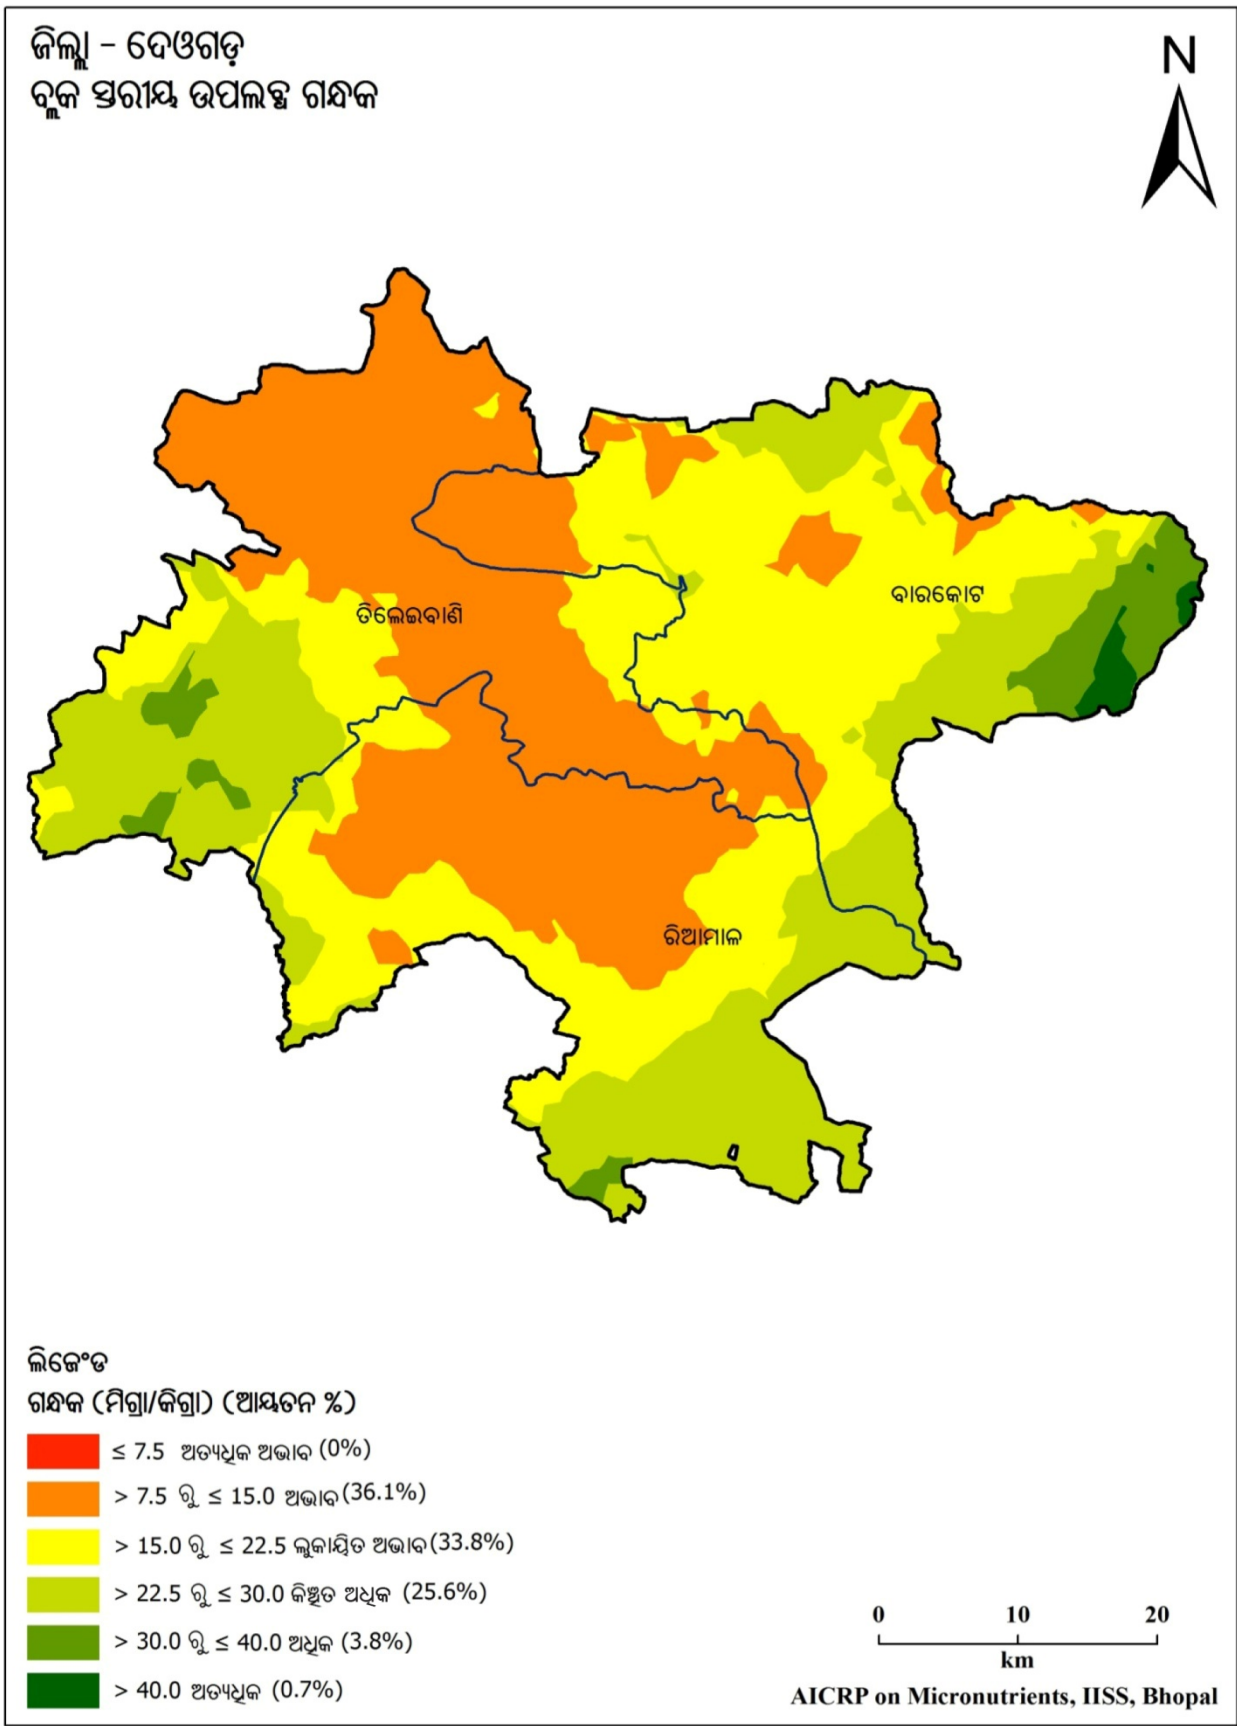 ଜିଲ୍ଲା - ଦେଓଗଡ଼
ବ୍ଲକ ସ୍ତରୀୟ ଉପଲବ୍ଧ ଗନ୍ଧକ
N
ବାରକୋଟ
ତିଲେଇବାଣି
ରିଆମାଳ
ଲିଜେଂଡ
ଗନ୍ଧକ (ମିଗ୍ରା/କିଗ୍ରା) (ଆୟତନ %)
≤ 7.5 ଅତ୍ୟଧିକ ଅଭାବ (0%)
> 7.5 ରୁ ≤ 15.0 ଅଭାବ (36.1%)
> 15.0 ରୁ ≤ 22.5 ଲୁକାୟିତ ଅଭାବ (33.8%)
> 22.5 ରୁ ≤ 30.0 କିଞ୍ଚିତ ଅଧିକ (25.6%)
> 30.0 ରୁ ≤ 40.0 ଅଧିକ (3.8%)
> 40.0 ଅତ୍ୟଧିକ (0.7%)
0 10 20
km
AICRP on Micronutrients, IISS, Bhopal